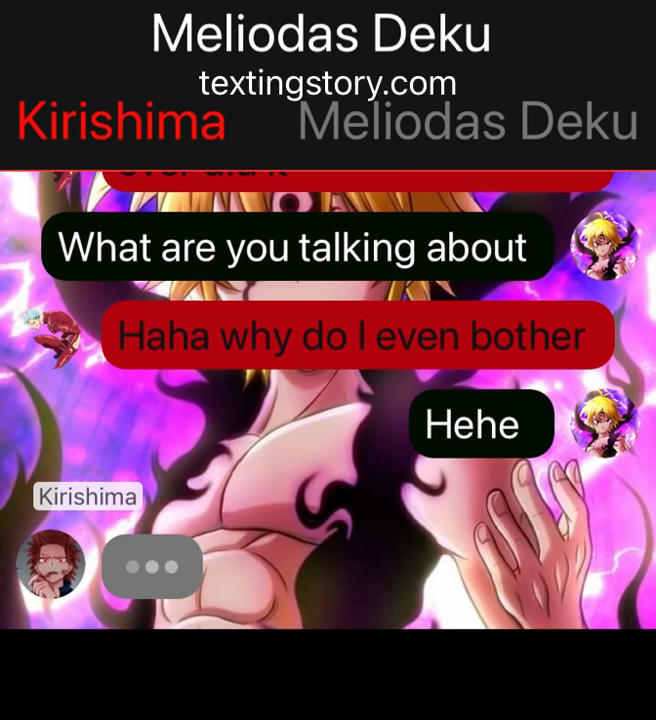 Meliodas Deku
textingstory.com
Kirishima Meliodas Deku
What are you talking about
Haha why do I even bother
Hehe
Kirishima